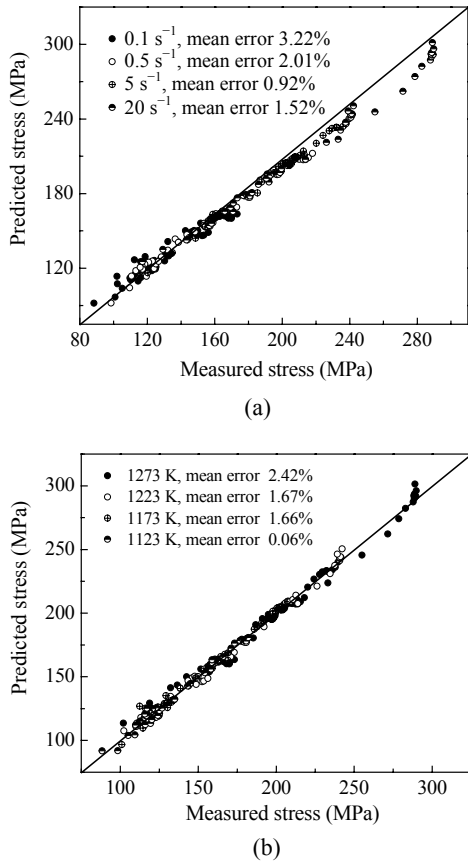 300
240
180
120
Predicted stress (MPa)
● 0.1 s⁻¹, mean error 3.22%
○ 0.5 s⁻¹, mean error 2.01%
⊕ 5 s⁻¹, mean error 0.92%
◓ 20 s⁻¹, mean error 1.52%
80 120 160 200 240 280
Measured stress (MPa)
(a)
300
250
200
150
100
Predicted stress (MPa)
● 1273 K, mean error 2.42%
○ 1223 K, mean error 1.67%
⊕ 1173 K, mean error 1.66%
◓ 1123 K, mean error 0.06%
100 150 200 250 300
Measured stress (MPa)
(b)